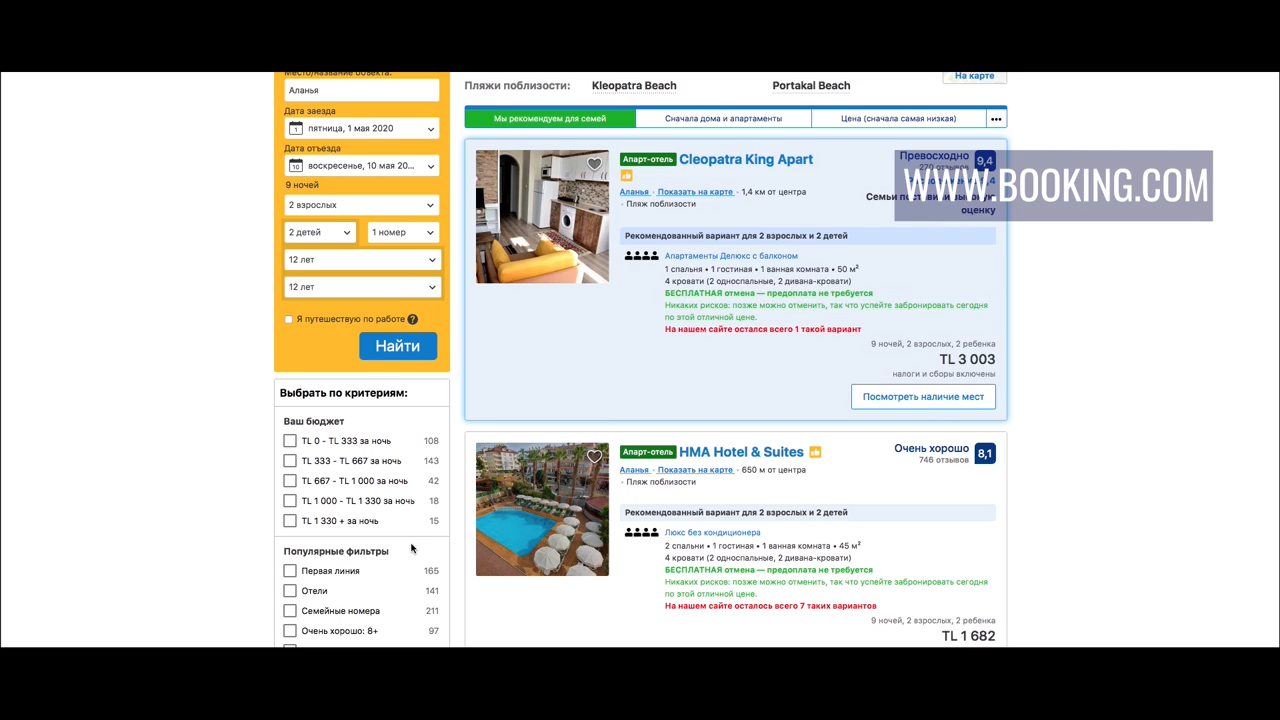 Место/название объекта:
Аланья
Дата заезда
1 пятница, 1 мая 2020
Дата отъезда
10 воскресенье, 10 мая 20...
9 ночей
2 взрослых
2 детей 1 номер
12 лет
12 лет
Я путешествую по работе ?
Найти
Выбрать по критериям:
Ваш бюджет
TL 0 - TL 333 за ночь 108
TL 333 - TL 667 за ночь 143
TL 667 - TL 1 000 за ночь 42
TL 1 000 - TL 1 330 за ночь 18
TL 1 330 + за ночь 15
Популярные фильтры
Первая линия 165
Отели 141
Семейные номера 211
Очень хорошо: 8+ 97
На карте
Пляжи поблизости: Kleopatra Beach Portakal Beach
Мы рекомендуем для семей Сначала дома и апартаменты Цена (сначала самая низкая) •••
Апарт-отель Cleopatra King Apart
Превосходно 9,4
270 отзывов
WWW.BOOKING.COM
Аланья · Показать на карте · 1,4 км от центра
· Пляж поблизости
Семьи поставили высокую
оценку
Рекомендованный вариант для 2 взрослых и 2 детей
Апартаменты Делюкс с балконом
1 спальня • 1 гостиная • 1 ванная комната • 50 м²
4 кровати (2 односпальные, 2 дивана-кровати)
БЕСПЛАТНАЯ отмена — предоплата не требуется
Никаких рисков: позже можно отменить, так что успейте забронировать сегодня
по этой отличной цене.
На нашем сайте остался всего 1 такой вариант
9 ночей, 2 взрослых, 2 ребенка
TL 3 003
налоги и сборы включены
Посмотреть наличие мест
Апарт-отель HMA Hotel & Suites
Очень хорошо 8,1
746 отзывов
Аланья · Показать на карте · 650 м от центра
· Пляж поблизости
Рекомендованный вариант для 2 взрослых и 2 детей
Люкс без кондиционера
2 спальни • 1 гостиная • 1 ванная комната • 45 м²
4 кровати (2 односпальные, 2 дивана-кровати)
БЕСПЛАТНАЯ отмена — предоплата не требуется
Никаких рисков: позже можно отменить, так что успейте забронировать сегодня
по этой отличной цене.
На нашем сайте осталось всего 7 таких вариантов
9 ночей, 2 взрослых, 2 ребенка
TL 1 682